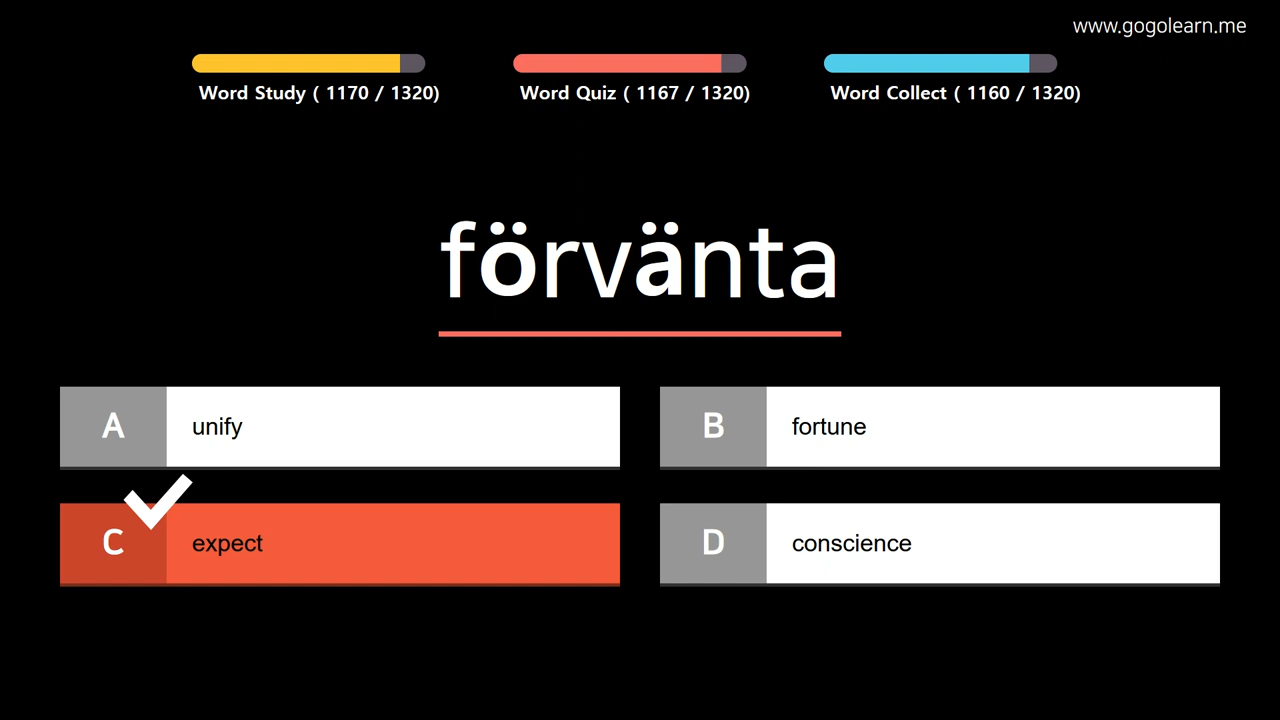 www.gogolearn.me
Word Study ( 1170 / 1320)
Word Quiz ( 1167 / 1320)
Word Collect ( 1160 / 1320)
förvänta
A unify
B fortune
C expect
D conscience